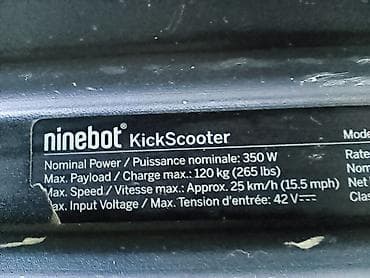 ninebot® KickScooter
Nominal Power / Puissance nominale: 350 W
Max. Payload / Charge max.: 120 kg (265 lbs)
Max. Speed / Vitesse max.: Approx. 25 km/h (15.5 mph)
x. Input Voltage / Max. Tension d'entrée: 42 V⎓
Mode
Rate
Nom
Net
Clas